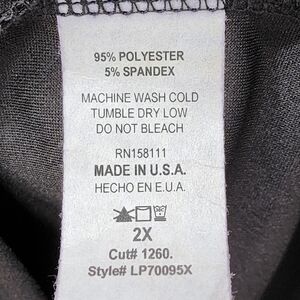 95% POLYESTER
5% SPANDEX
MACHINE WASH COLD
TUMBLE DRY LOW
DO NOT BLEACH
RN158111
MADE IN U.S.A.
HECHO EN E.U.A.
2X
Cut# 1260.
Style# LP70095X